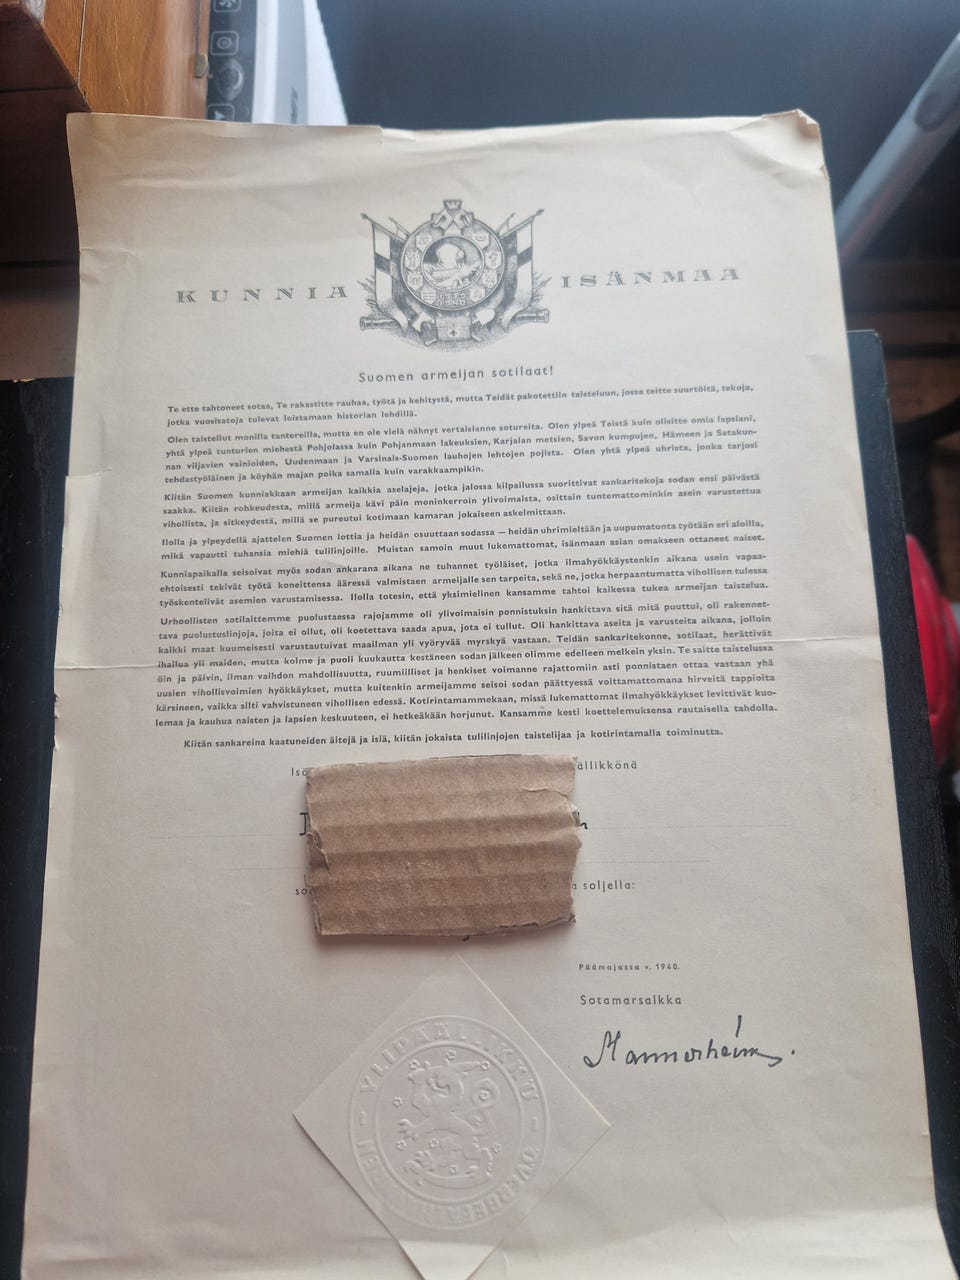 KUNNIA ISÄNMAA
Suomen armeijan sotilaat!
Te ette tahtoneet sotaa, Te rakastitte rauhaa, työtä ja kehitystä, mutta Teidät pakotettiin taisteluun, jossa teitte suurtöitä, tekoja,
jotka vuosisatoja tulevat loistamaan historian lehdillä.
Olen taistellut monilla tantereilla, mutta en ole vielä nähnyt vertaisianne sotureita. Olen ylpeä Teistä kuin olisitte omia lapsiani,
yhtä ylpeä tunturien miehestä Pohjolassa kuin Pohjanmaan lakeuksien, Karjalan metsien, Savon kumpujen, Hämeen ja Satakun-
nan viljavien vainioiden, Uudenmaan ja Varsinais-Suomen lauhojen lehtojen pojista. Olen yhtä ylpeä uhrista, jonka tarjosi
tehdastyöläinen ja köyhän majan poika samalla kuin varakkaampikin.
Kiitän Suomen kunniakkaan armeijan kaikkia aselajeja, jotka jalossa kilpailussa suorittivat sankaritekoja sodan ensi päivästä
saakka. Kiitän rohkeudesta, millä armeija kävi päin moninkerroin ylivoimaista, osittain tuntemattominkin asein varustettua
vihollista, ja sitkeydestä, millä se pureutui kotimaan kamaran jokaiseen askelmittaan.
Ilolla ja ylpeydellä ajattelen Suomen lottia ja heidän osuuttaan sodassa — heidän uhrimieltään ja uupumatonta työtään eri aloilla,
mikä vapautti tuhansia miehiä tulilinjoille. Muistan samoin muut lukemattomat, isänmaan asian omakseen ottaneet naiset.
Kunniapaikalla seisoivat myös sodan ankarana aikana ne tuhannet työläiset, jotka ilmahyökkäystenkin aikana usein vapaa-
ehtoisesti tekivät työtä koneittensa ääressä valmistaen armeijalle sen tarpeita, sekä ne, jotka herpaantumatta vihollisen tulessa
työskentelivät asemien varustamisessa. Ilolla totesin, että yksimielinen kansamme tahtoi kaikessa tukea armeijan taistelua.
Urhoollisten sotilaittemme puolustaessa rajojamme oli ylivoimaisin ponnistuksin hankittava sitä mitä puuttui, oli rakennet-
tava puolustuslinjoja, joita ei ollut, oli koetettava saada apua, jota ei tullut. Oli hankittava aseita ja varusteita aikana, jolloin
kaikki maat kuumeisesti varustautuivat maailman yli vyöryvää myrskyä vastaan. Teidän sankaritekonne, sotilaat, herättivät
ihailua yli maiden, mutta kolme ja puoli kuukautta kestäneen sodan jälkeen olimme edelleen melkein yksin. Te saitte taistelussa
öin ja päivin, ilman vaihdon mahdollisuutta, ruumiilliset ja henkiset voimanne rajattomiin asti ponnistaen ottaa vastaan yhä
uusien vihollisvoimien hyökkäykset, mutta kuitenkin armeijamme seisoi sodan päättyessä voittamattomana hirveitä tappioita
kärsineen, vaikka silti vahvistuneen vihollisen edessä. Kotirintamammekaan, missä lukemattomat ilmahyökkäykset levittivät kuo-
lemaa ja kauhua naisten ja lapsien keskuuteen, ei hetkeäkään horjunut. Kansamme kesti koettelemuksensa rautaisella tahdolla.
Kiitän sankareina kaatuneiden äitejä ja isiä, kiitän jokaista tulilinjojen taistelijaa ja kotirintamalla toiminutta.
soljella:
Päämajassa v. 1940.
Sotamarsalkka
Mannerheim.
YLIPÄÄLLIKKÖ